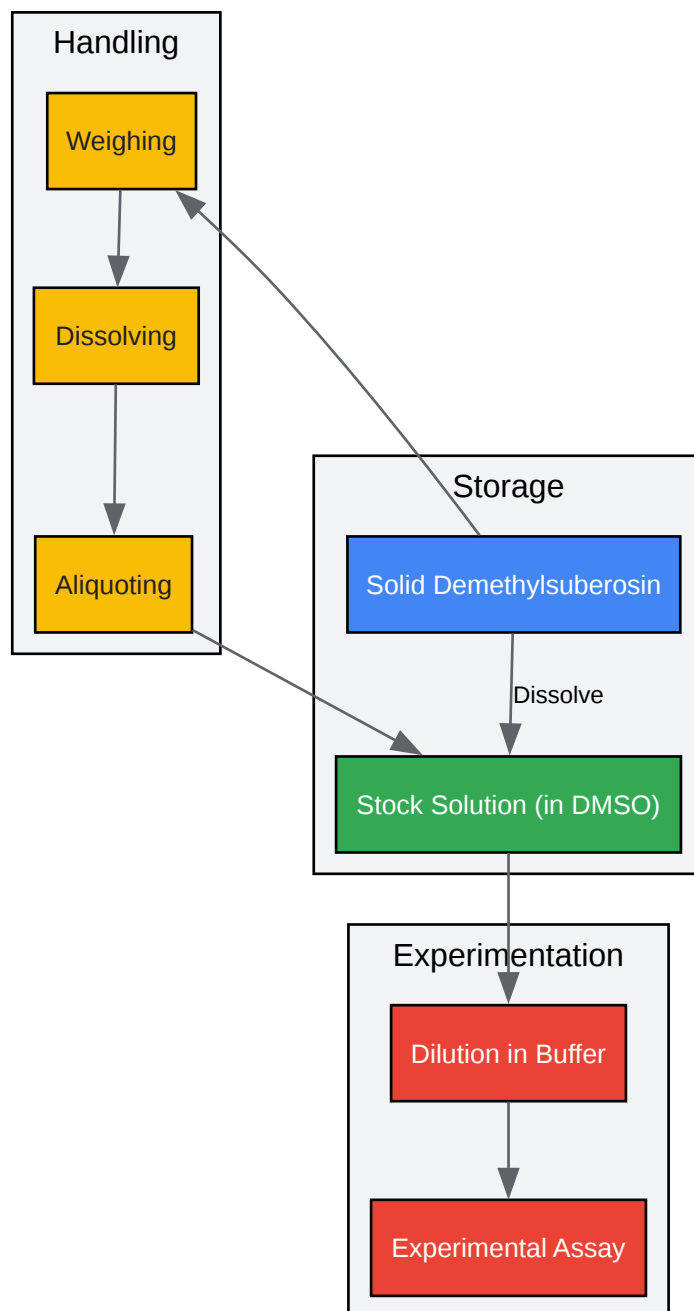 Handling
Weighing
Dissolving
Aliquoting
Storage
Solid Demethylsuberosin
Dissolve
Stock Solution (in DMSO)
Experimentation
Dilution in Buffer
Experimental Assay